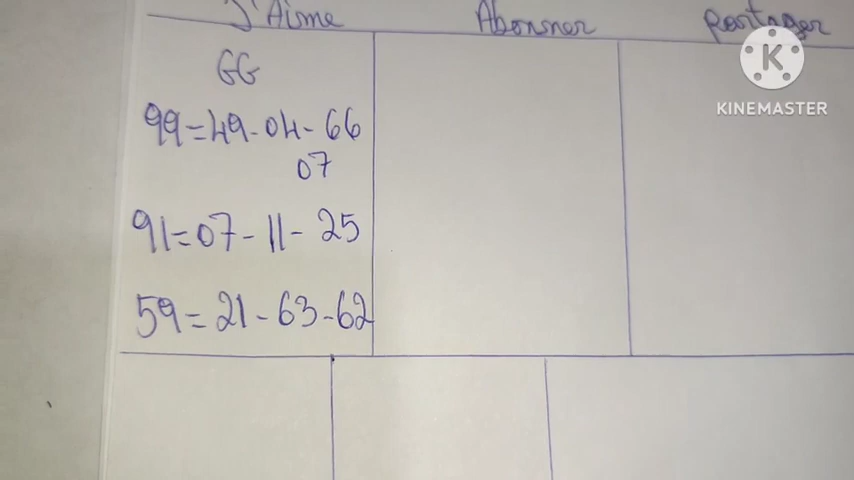 J'Aime Abonner partager
KINEMASTER
GG
99=49-04-66
07
91=07-11-25
59=21-63-62